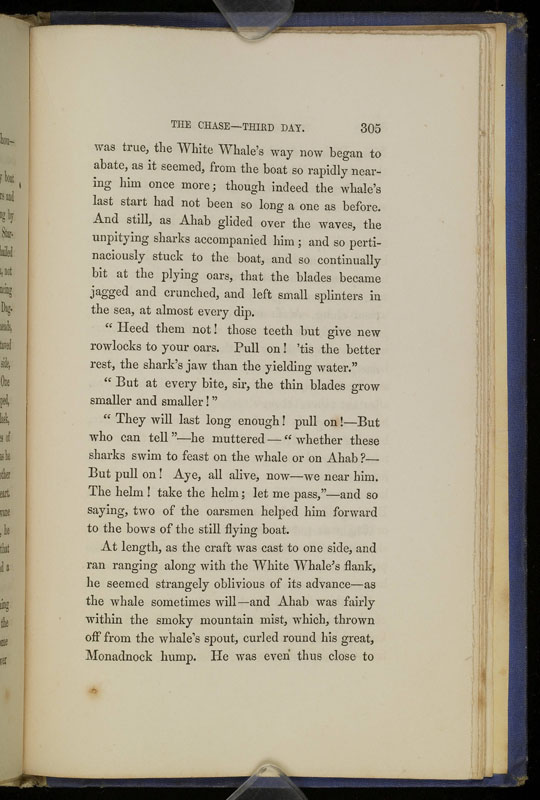 THE CHASE—THIRD DAY. 305
was true, the White Whale's way now began to
abate, as it seemed, from the boat so rapidly near-
ing him once more; though indeed the whale's
last start had not been so long a one as before.
And still, as Ahab glided over the waves, the
unpitying sharks accompanied him; and so perti-
naciously stuck to the boat, and so continually
bit at the plying oars, that the blades became
jagged and crunched, and left small splinters in
the sea, at almost every dip.
"Heed them not! those teeth but give new
rowlocks to your oars. Pull on! 'tis the better
rest, the shark's jaw than the yielding water."
"But at every bite, sir, the thin blades grow
smaller and smaller!"
"They will last long enough! pull on!—But
who can tell"—he muttered—"whether these
sharks swim to feast on the whale or on Ahab?—
But pull on! Aye, all alive, now—we near him.
The helm! take the helm; let me pass,"—and so
saying, two of the oarsmen helped him forward
to the bows of the still flying boat.
At length, as the craft was cast to one side, and
ran ranging along with the White Whale's flank,
he seemed strangely oblivious of its advance—as
the whale sometimes will—and Ahab was fairly
within the smoky mountain mist, which, thrown
off from the whale's spout, curled round his great,
Monadnock hump. He was even thus close to